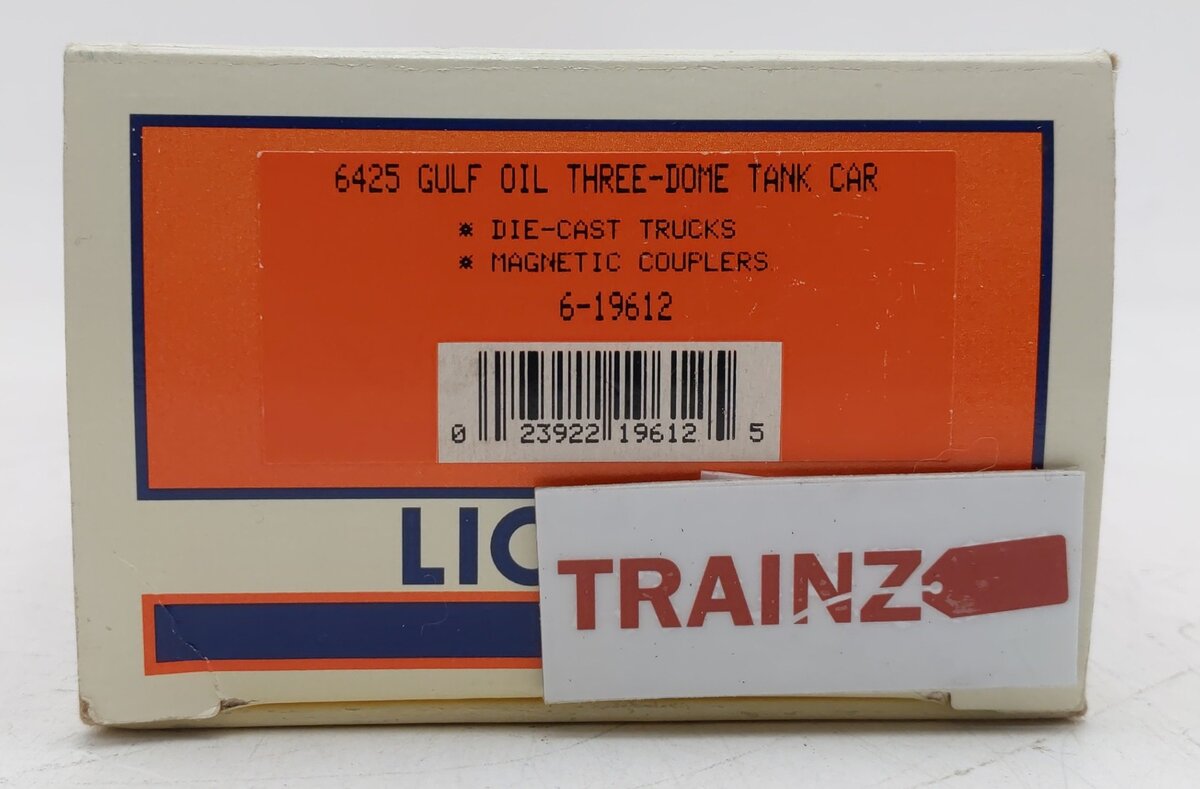 6425 GULF OIL THREE-DOME TANK CAR
* DIE-CAST TRUCKS
* MAGNETIC COUPLERS
6-19612
0 23922 19612 5
LIO
TRAINZ